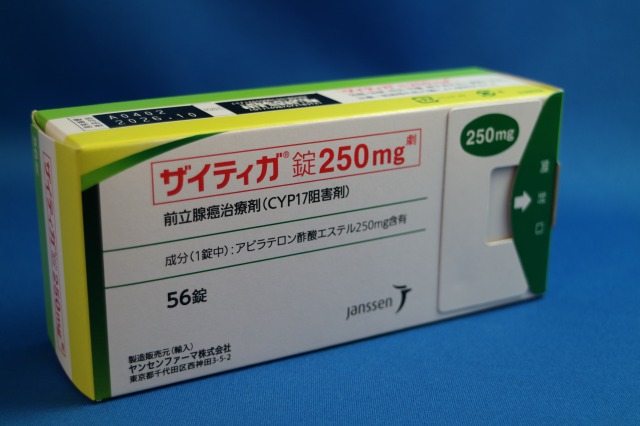 A0402
2026.10
ザイティガ®錠250mg
劇
前立腺癌治療剤(CYP17阻害剤)
成分(1錠中):アビラテロン酢酸エステル250mg含有
56錠
janssen
製造販売元(輸入)
ヤンセンファーマ株式会社
東京都千代田区西神田3-5-2
250mg